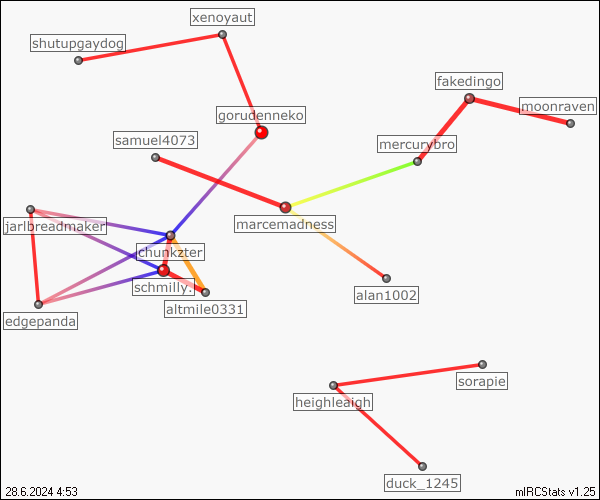 xenoyaut
shutupgaydog
fakedingo
moonraven
gorudenneko
samuel4073
mercurybro
jarlbreadmaker
marcemadness
chunkzter
schmilly.
alan1002
altmile0331
edgepanda
sorapie
heighleaigh
duck_1245
28.6.2024 4:53
mIRCStats v1.25